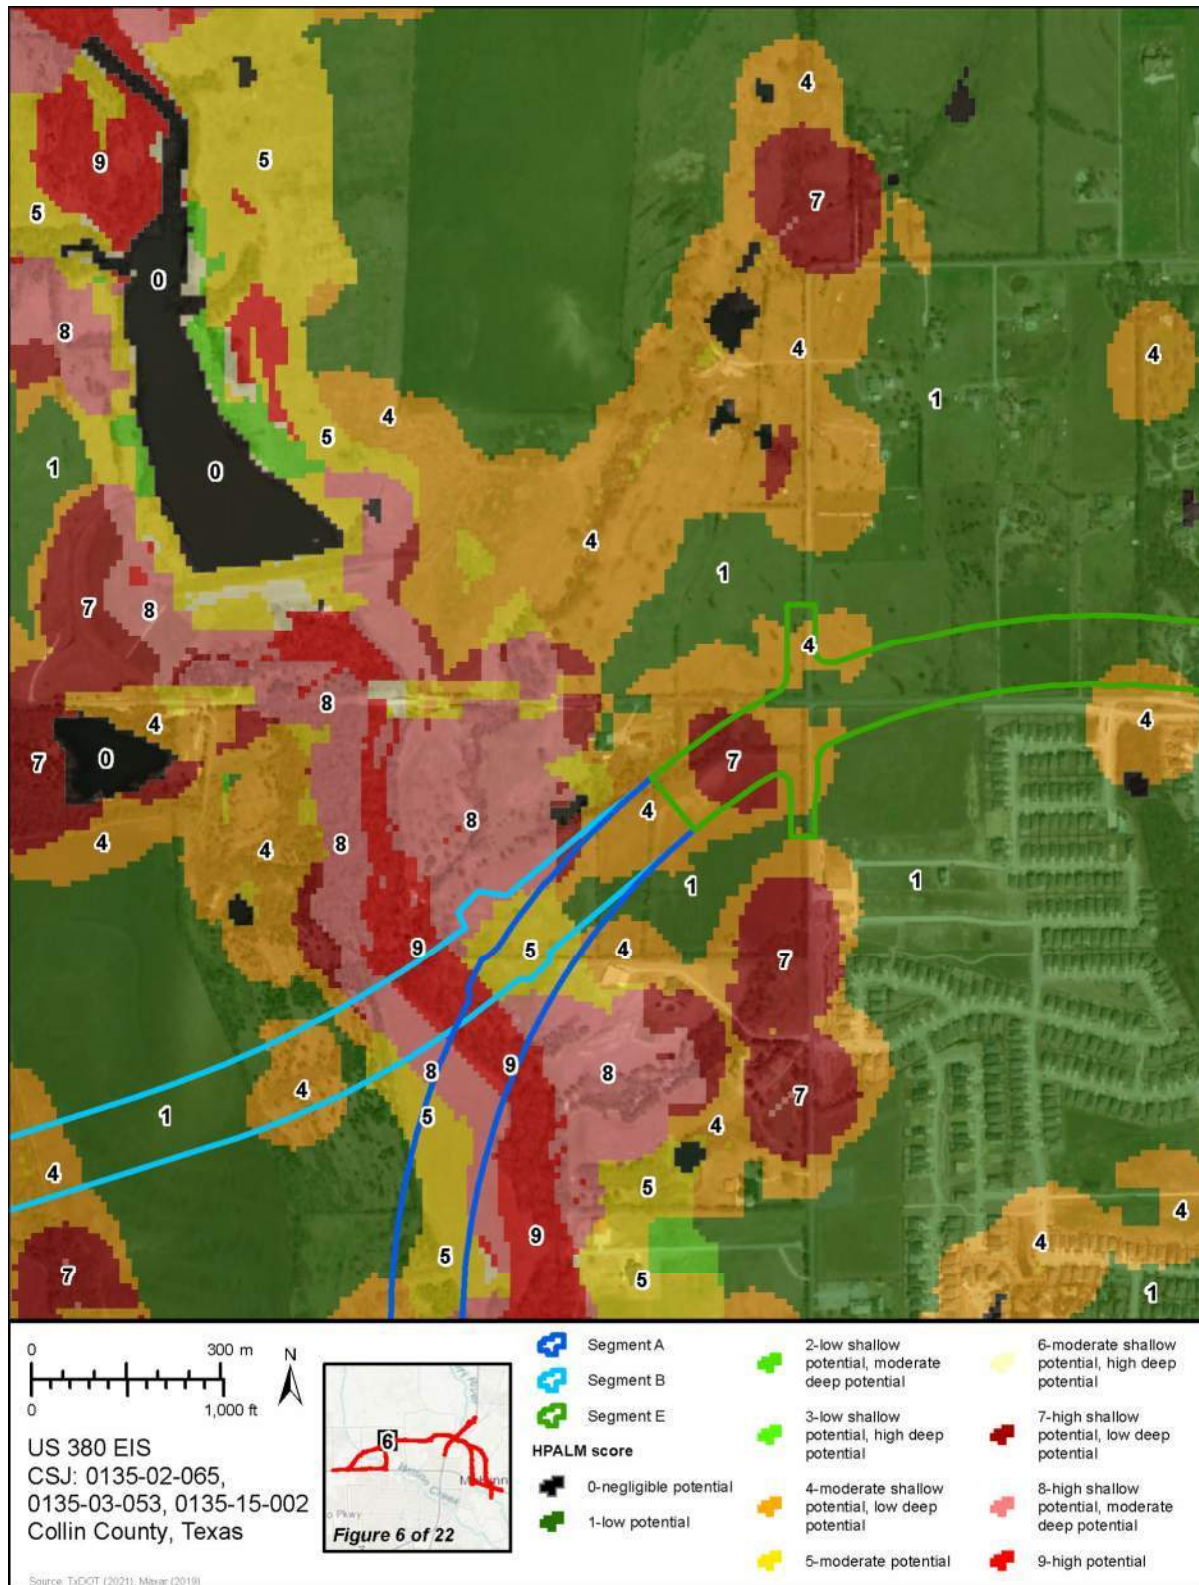 4
9
5
7
5
0
4
8
4
4
1
5
1
0
4
1
7
8
4
8
4
4
7
0
7
4
8
4
8
4
1
1
9
5
4
7
9
8
8
4
7
1
5
4
4
5
4
7
9
4
5
5
4
1
0 300 m
N
0 1,000 ft
US 380 EIS
CSJ: 0135-02-065,
0135-03-053, 0135-15-002
Collin County, Texas
Source: TxDOT (2021); Maxar (2019)
6
Figure 6 of 22
Segment A
Segment B
Segment E
HPALM score
0-negligible potential
1-low potential
2-low shallow
potential, moderate
deep potential
3-low shallow
potential, high deep
potential
4-moderate shallow
potential, low deep
potential
5-moderate potential
6-moderate shallow
potential, high deep
potential
7-high shallow
potential, low deep
potential
8-high shallow
potential, moderate
deep potential
9-high potential